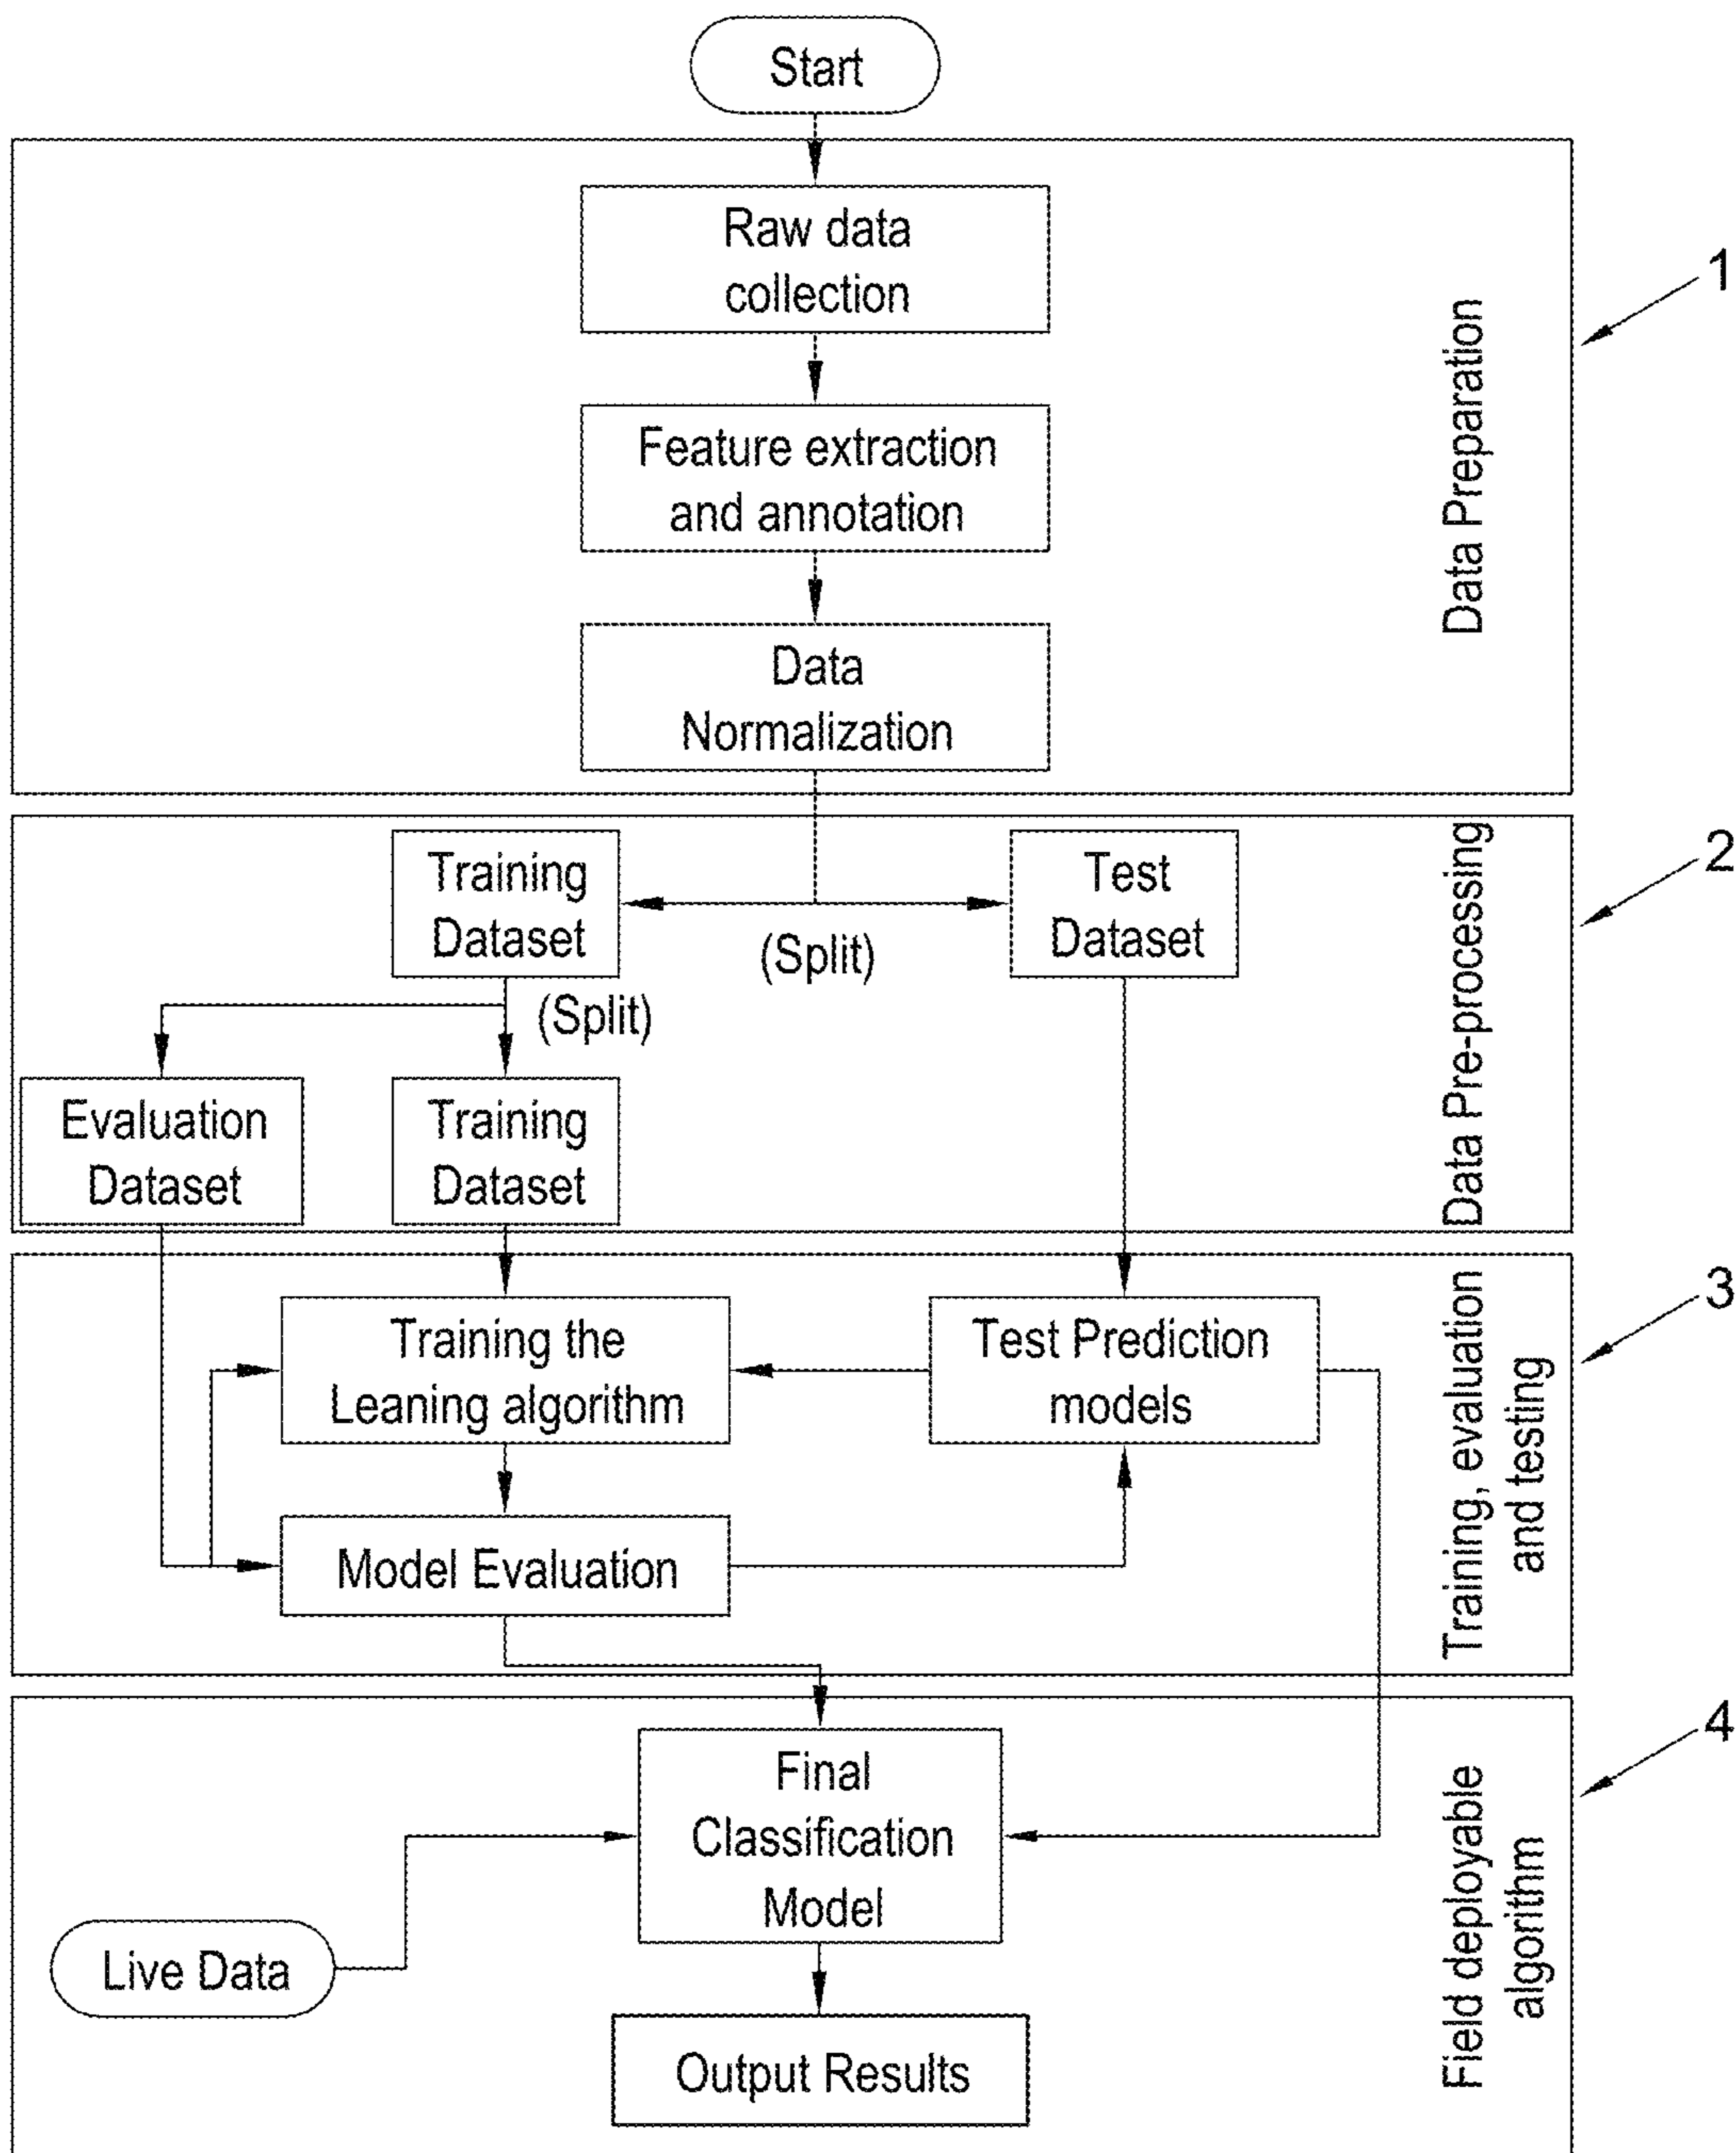 Start
Raw data
collection
Feature extraction
and annotation
Data
Normalization
Data Preparation
1
Training
Dataset
(Split)
Test
Dataset
(Split)
Evaluation
Dataset
Training
Dataset
Data Pre-processing
2
Training the
Leaning algorithm
Test Prediction
models
Model Evaluation
Training, evaluation
and testing
3
Final
Classification
Model
Live Data
Output Results
Field deployable
algorithm
4